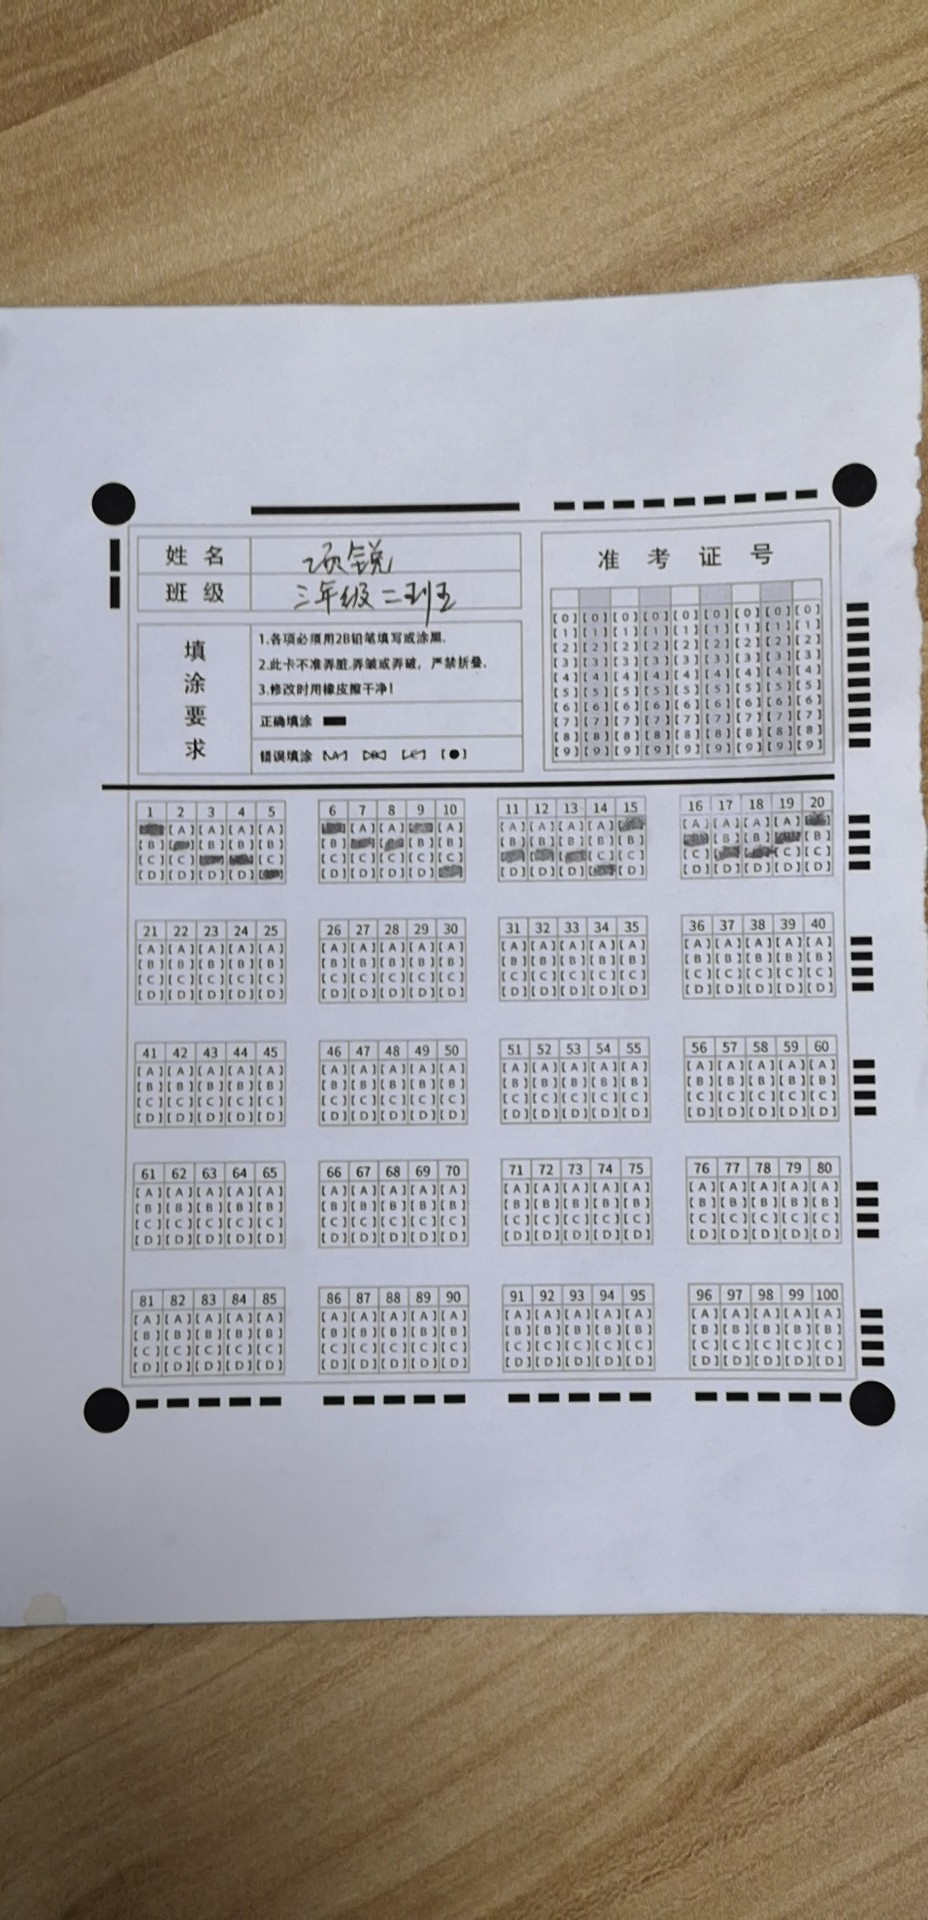 姓 名 项锐
班 级 三年级二班
准 考 证 号
填涂要求
1.各项必须用2B铅笔填写或涂黑.
2.此卡不准弄脏.弄皱或弄破, 严禁折叠.
3.修改时用橡皮擦干净!
正确填涂
错误填涂 [●]
[0] [0] [0] [0] [0] [0] [0] [0] [0]
[1] [1] [1] [1] [1] [1] [1] [1] [1]
[2] [2] [2] [2] [2] [2] [2] [2] [2]
[3] [3] [3] [3] [3] [3] [3] [3] [3]
[4] [4] [4] [4] [4] [4] [4] [4] [4]
[5] [5] [5] [5] [5] [5] [5] [5] [5]
[6] [6] [6] [6] [6] [6] [6] [6] [6]
[7] [7] [7] [7] [7] [7] [7] [7] [7]
[8] [8] [8] [8] [8] [8] [8] [8] [8]
[9] [9] [9] [9] [9] [9] [9] [9] [9]
1 2 3 4 5 6 7 8 9 10 11 12 13 14 15 16 17 18 19 20
[A] [A] [A] [A] [A] [A] [A] [A] [A] [A] [A] [A] [A] [A] [A] [A]
[B] [B] [B] [B] [B] [B] [B] [B] [B] [B] [B] [B] [B] [B] [B]
[C] [C] [C] [C] [C] [C] [C] [C] [C] [C] [C] [C] [C]
[D] [D] [D] [D] [D] [D] [D] [D] [D] [D] [D] [D] [D] [D] [D] [D] [D]
21 22 23 24 25 26 27 28 29 30 31 32 33 34 35 36 37 38 39 40
[A] [A] [A] [A] [A] [A] [A] [A] [A] [A] [A] [A] [A] [A] [A] [A] [A] [A] [A] [A]
[B] [B] [B] [B] [B] [B] [B] [B] [B] [B] [B] [B] [B] [B] [B] [B] [B] [B] [B] [B]
[C] [C] [C] [C] [C] [C] [C] [C] [C] [C] [C] [C] [C] [C] [C] [C] [C] [C] [C] [C]
[D] [D] [D] [D] [D] [D] [D] [D] [D] [D] [D] [D] [D] [D] [D] [D] [D] [D] [D] [D]
41 42 43 44 45 46 47 48 49 50 51 52 53 54 55 56 57 58 59 60
[A] [A] [A] [A] [A] [A] [A] [A] [A] [A] [A] [A] [A] [A] [A] [A] [A] [A] [A] [A]
[B] [B] [B] [B] [B] [B] [B] [B] [B] [B] [B] [B] [B] [B] [B] [B] [B] [B] [B] [B]
[C] [C] [C] [C] [C] [C] [C] [C] [C] [C] [C] [C] [C] [C] [C] [C] [C] [C] [C] [C]
[D] [D] [D] [D] [D] [D] [D] [D] [D] [D] [D] [D] [D] [D] [D] [D] [D] [D] [D] [D]
61 62 63 64 65 66 67 68 69 70 71 72 73 74 75 76 77 78 79 80
[A] [A] [A] [A] [A] [A] [A] [A] [A] [A] [A] [A] [A] [A] [A] [A] [A] [A] [A] [A]
[B] [B] [B] [B] [B] [B] [B] [B] [B] [B] [B] [B] [B] [B] [B] [B] [B] [B] [B] [B]
[C] [C] [C] [C] [C] [C] [C] [C] [C] [C] [C] [C] [C] [C] [C] [C] [C] [C] [C] [C]
[D] [D] [D] [D] [D] [D] [D] [D] [D] [D] [D] [D] [D] [D] [D] [D] [D] [D] [D] [D]
81 82 83 84 85 86 87 88 89 90 91 92 93 94 95 96 97 98 99 100
[A] [A] [A] [A] [A] [A] [A] [A] [A] [A] [A] [A] [A] [A] [A] [A] [A] [A] [A] [A]
[B] [B] [B] [B] [B] [B] [B] [B] [B] [B] [B] [B] [B] [B] [B] [B] [B] [B] [B] [B]
[C] [C] [C] [C] [C] [C] [C] [C] [C] [C] [C] [C] [C] [C] [C] [C] [C] [C] [C] [C]
[D] [D] [D] [D] [D] [D] [D] [D] [D] [D] [D] [D] [D] [D] [D] [D] [D] [D] [D] [D]